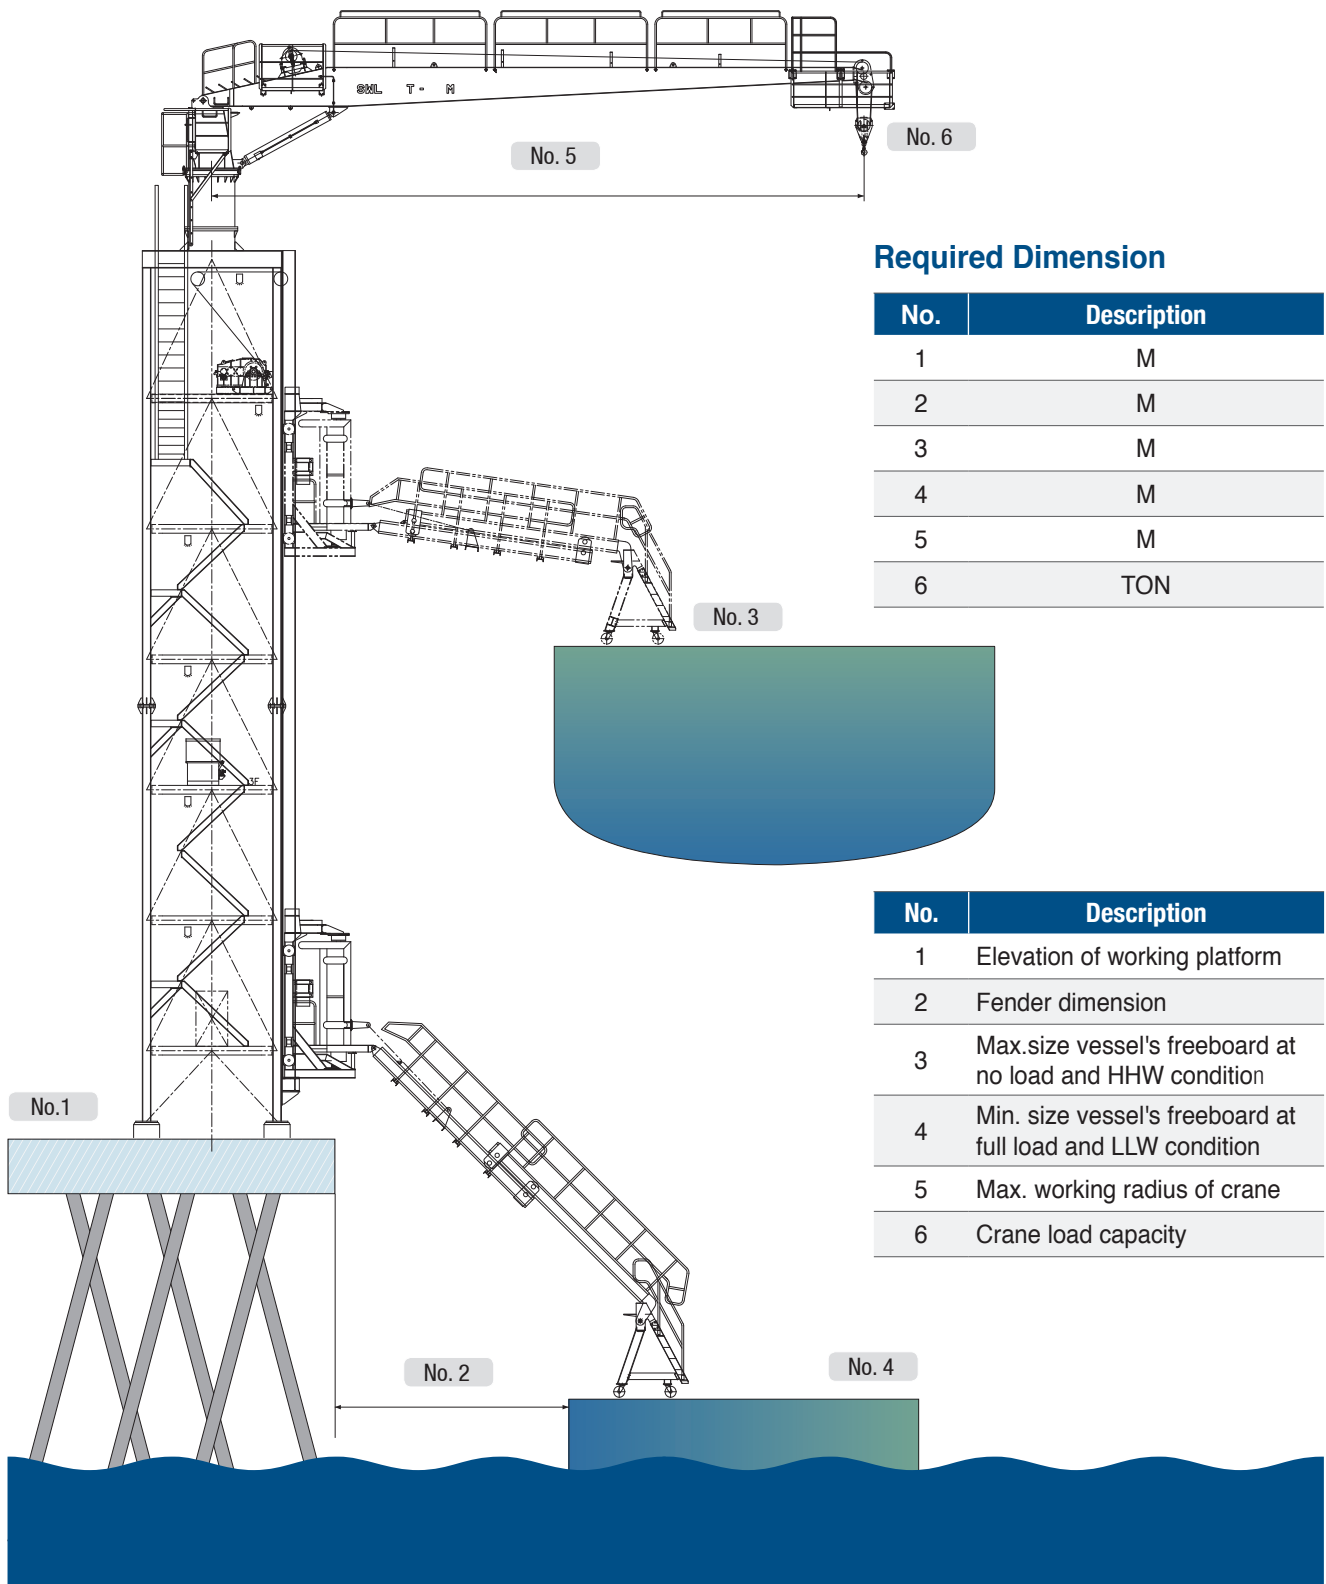 SWL T - M
No. 6
No. 5
Required Dimension
No. Description
1 M
2 M
3 M
4 M
5 M
6 TON
No. 3
3F
No. Description
1 Elevation of working platform
2 Fender dimension
3 Max.size vessel's freeboard at
no load and HHW condition
4 Min. size vessel's freeboard at
full load and LLW condition
5 Max. working radius of crane
6 Crane load capacity
No.1
No. 2
No. 4